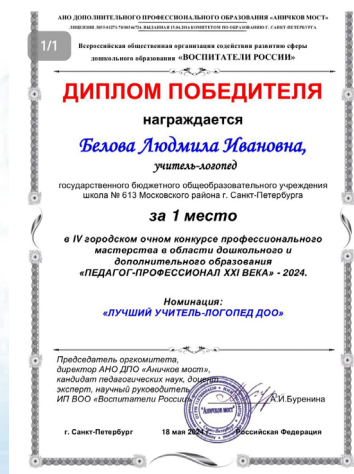 АНО ДОПОЛНИТЕЛЬНОГО ПРОФЕССИОНАЛЬНОГО ОБРАЗОВАНИЯ «АНИЧКОВ МОСТ»
1/1
Всероссийская общественная организация содействия развитию сферы
дошкольного образования «ВОСПИТАТЕЛИ РОССИИ»
ДИПЛОМ ПОБЕДИТЕЛЯ
награждается
Белова Людмила Ивановна,
учитель-логопед
государственного бюджетного общеобразовательного учреждения
школа № 613 Московского района г. Санкт-Петербурга
за 1 место
в IV городском очном конкурсе профессионального
мастерства в области дошкольного и
дополнительного образования
«ПЕДАГОГ-ПРОФЕССИОНАЛ XXI ВЕКА» - 2024.
Номинация:
«ЛУЧШИЙ УЧИТЕЛЬ-ЛОГОПЕД ДОО»
Председатель оргкомитета,
директор АНО ДПО «Аничков мост»,
кандидат педагогических наук, доцент,
эксперт, научный руководитель
ИП ВОО «Воспитатели России» А.И.Буренина
"Аничков мост"
г. Санкт-Петербург 18 мая 2024 г. Российская Федерация